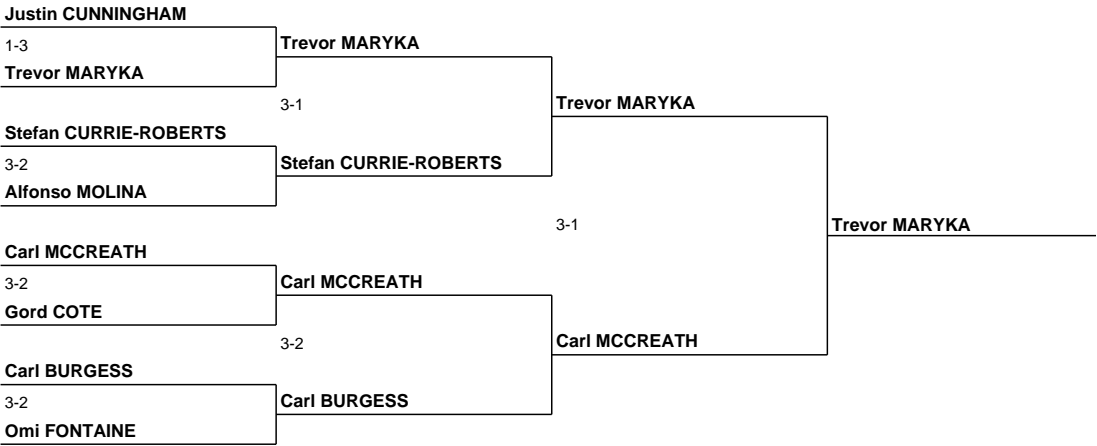 Justin CUNNINGHAM
1-3
Trevor MARYKA
Trevor MARYKA
3-1
Trevor MARYKA
Stefan CURRIE-ROBERTS
3-2
Stefan CURRIE-ROBERTS
Alfonso MOLINA
3-1
Trevor MARYKA
Carl MCCREATH
3-2
Carl MCCREATH
Gord COTE
3-2
Carl MCCREATH
Carl BURGESS
3-2
Carl BURGESS
Omi FONTAINE